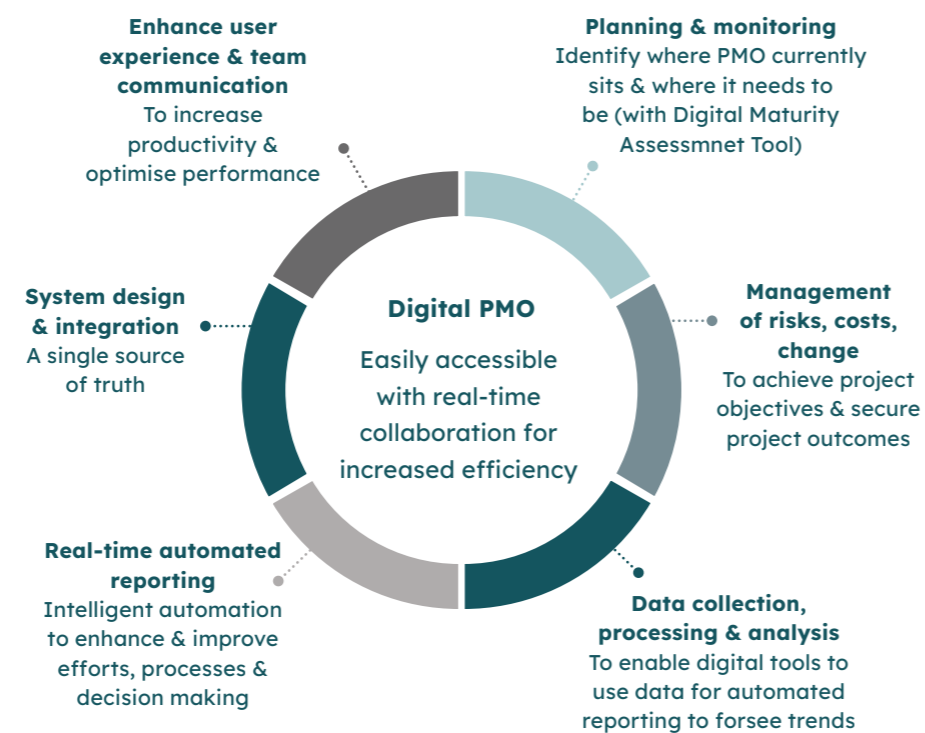 Enhance user
experience & team
communication
To increase
productivity &
optimise performance
Planning & monitoring
Identify where PMO currently
sits & where it needs to
be (with Digital Maturity
Assessmnet Tool)
System design
& integration
A single source
of truth
Digital PMO
Easily accessible
with real-time
collaboration for
increased efficiency
Management
of risks, costs,
change
To achieve project
objectives & secure
project outcomes
Real-time automated
reporting
Intelligent automation
to enhance & improve
efforts, processes &
decision making
Data collection,
processing & analysis
To enable digital tools to
use data for automated
reporting to forsee trends